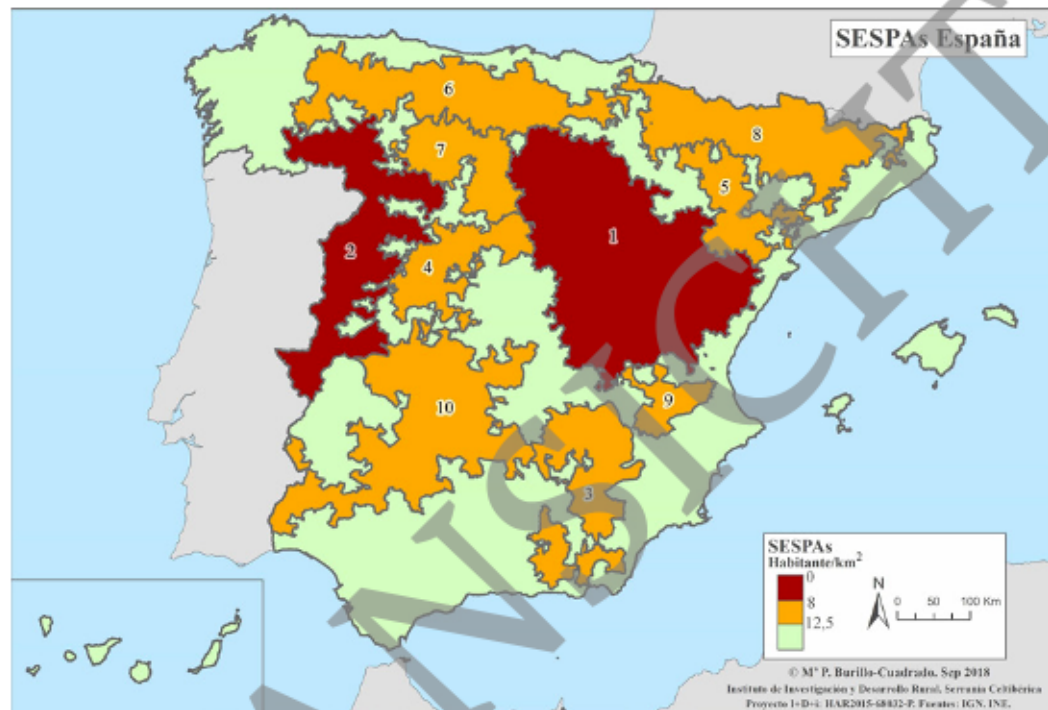 SESPAs España
6
8
7
5
1
2
4
9
10
3
SESPAs
Habitante/km²
0
8
12,5
N
0 50 100 Km
© Mª P. Burillo-Cuadrado. Sep 2018
Instituto de Investigación y Desarrollo Rural, Serranía Celtibérica
Proyecto I+D+i: HAR2015-68032-P. Fuentes: IGN. INE.